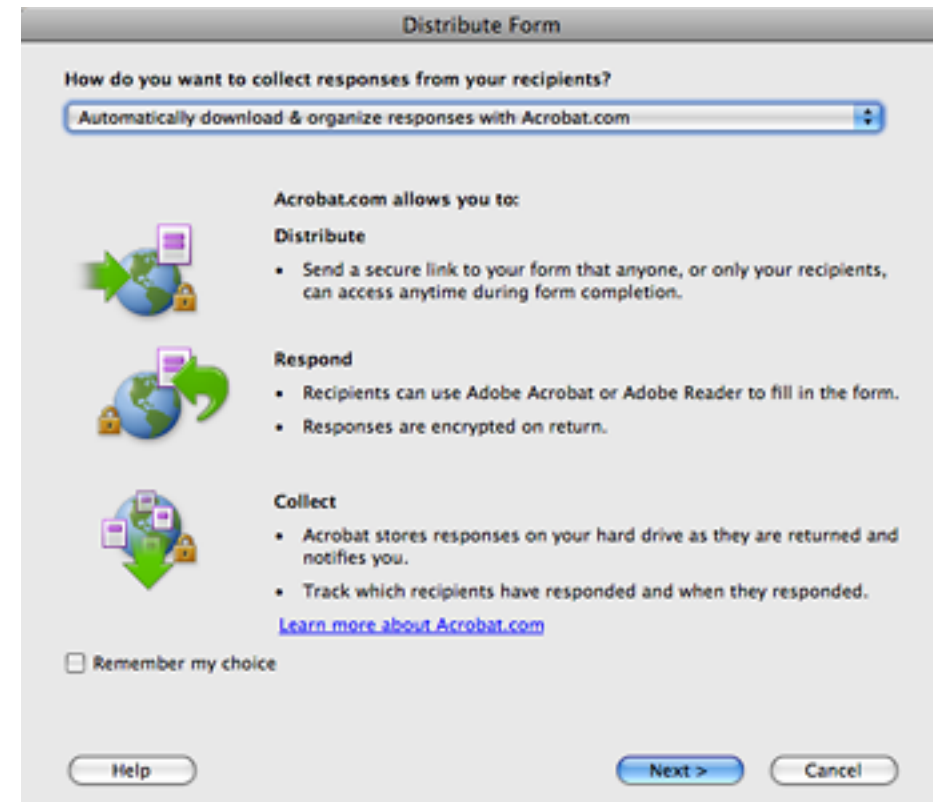 Distribute Form
How do you want to collect responses from your recipients?
Automatically download & organize responses with Acrobat.com
Acrobat.com allows you to:
Distribute
• Send a secure link to your form that anyone, or only your recipients,
can access anytime during form completion.
Respond
• Recipients can use Adobe Acrobat or Adobe Reader to fill in the form.
• Responses are encrypted on return.
Collect
• Acrobat stores responses on your hard drive as they are returned and
notifies you.
• Track which recipients have responded and when they responded.
Learn more about Acrobat.com
Remember my choice
Help
Next >
Cancel